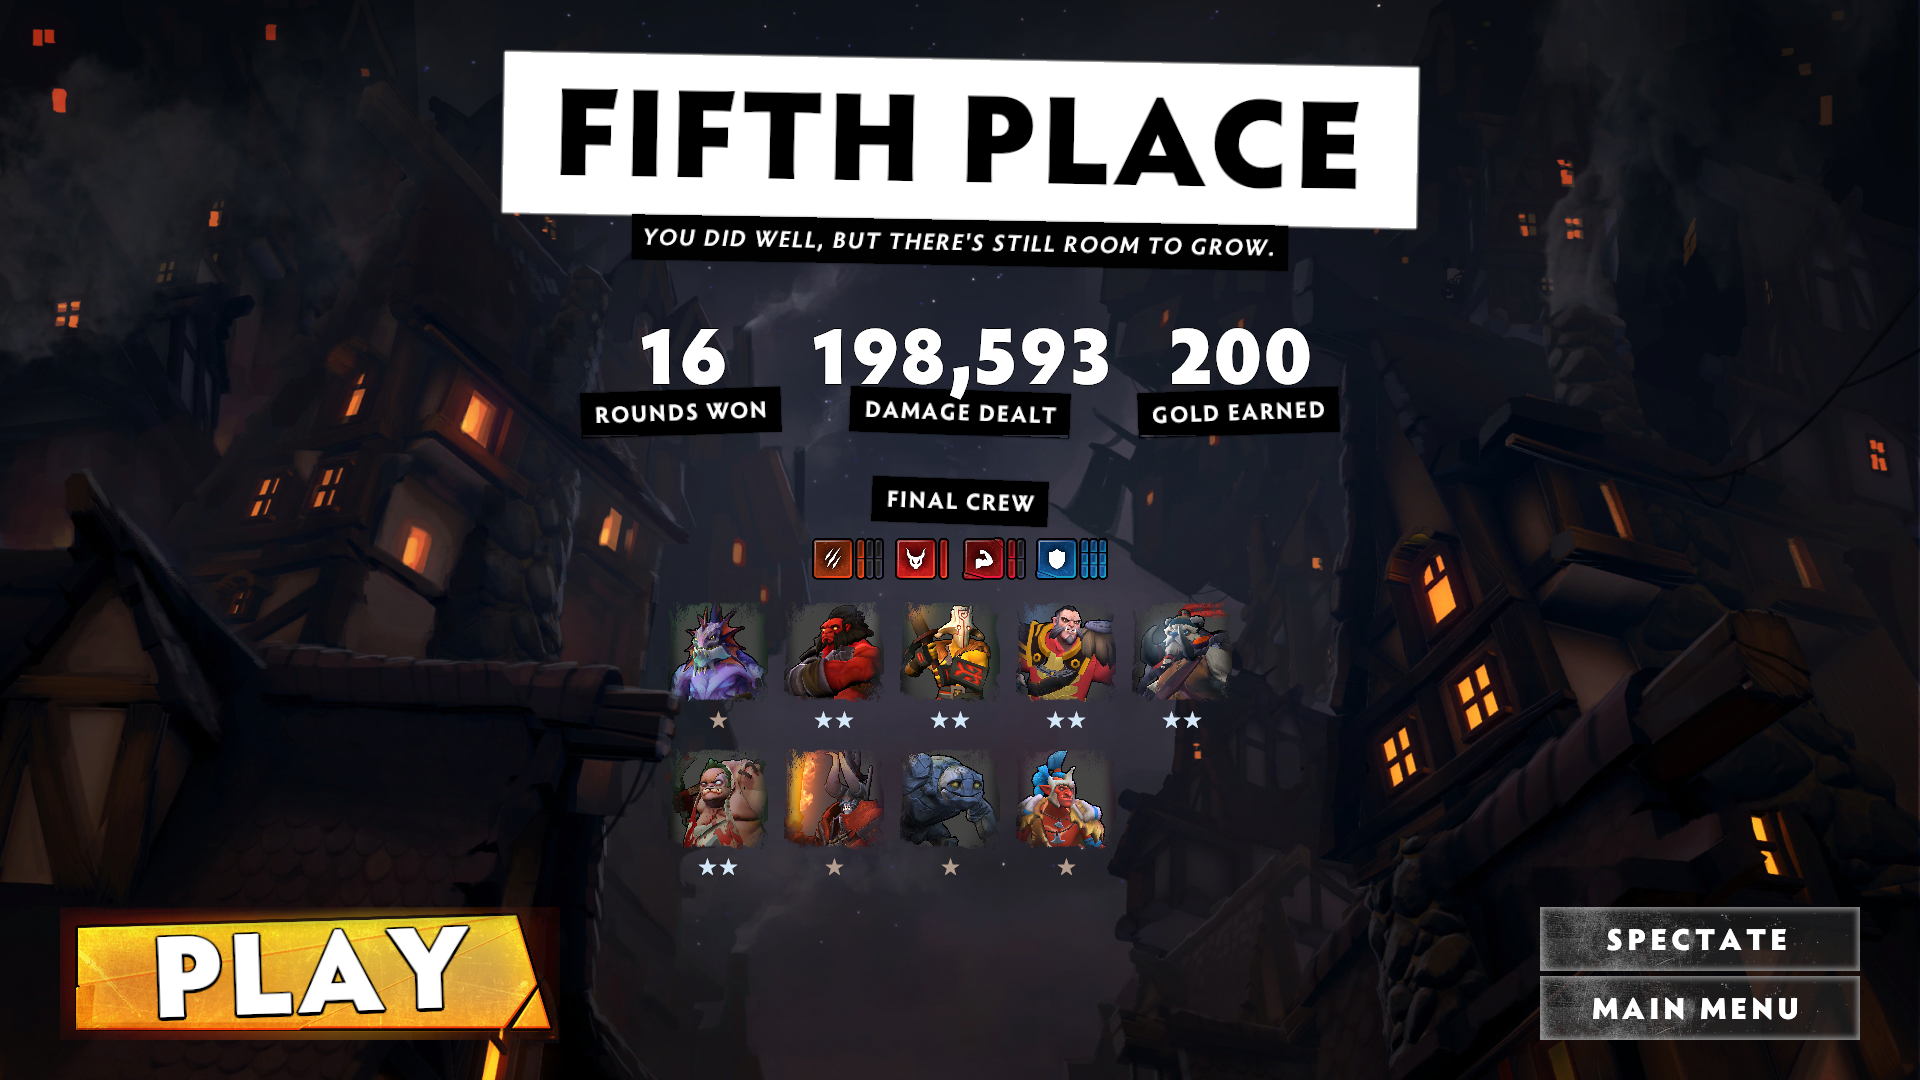 FIFTH PLACE
YOU DID WELL, BUT THERE'S STILL ROOM TO GROW.
16 198,593 200
ROUNDS WON DAMAGE DEALT GOLD EARNED
FINAL CREW
PLAY
SPECTATE
MAIN MENU